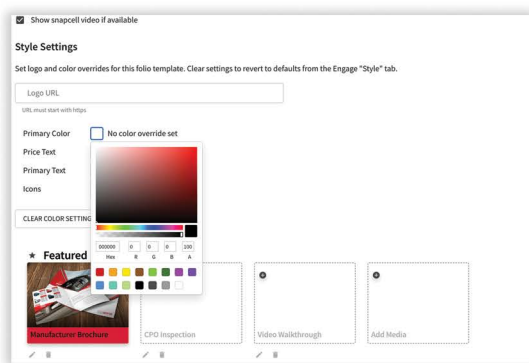 Show snapcell video if available
Style Settings
Set logo and color overrides for this folio template. Clear settings to revert to defaults from the Engage "Style" tab.
Logo URL
URL must start with https
Primary Color No color override set
Price Text
Primary Text
Icons
000000 0 0 0 100
Hex R G B A
CLEAR COLOR SETTING
Featured
Manufacturer Brochure CPO Inspection Video Walkthrough Add Media